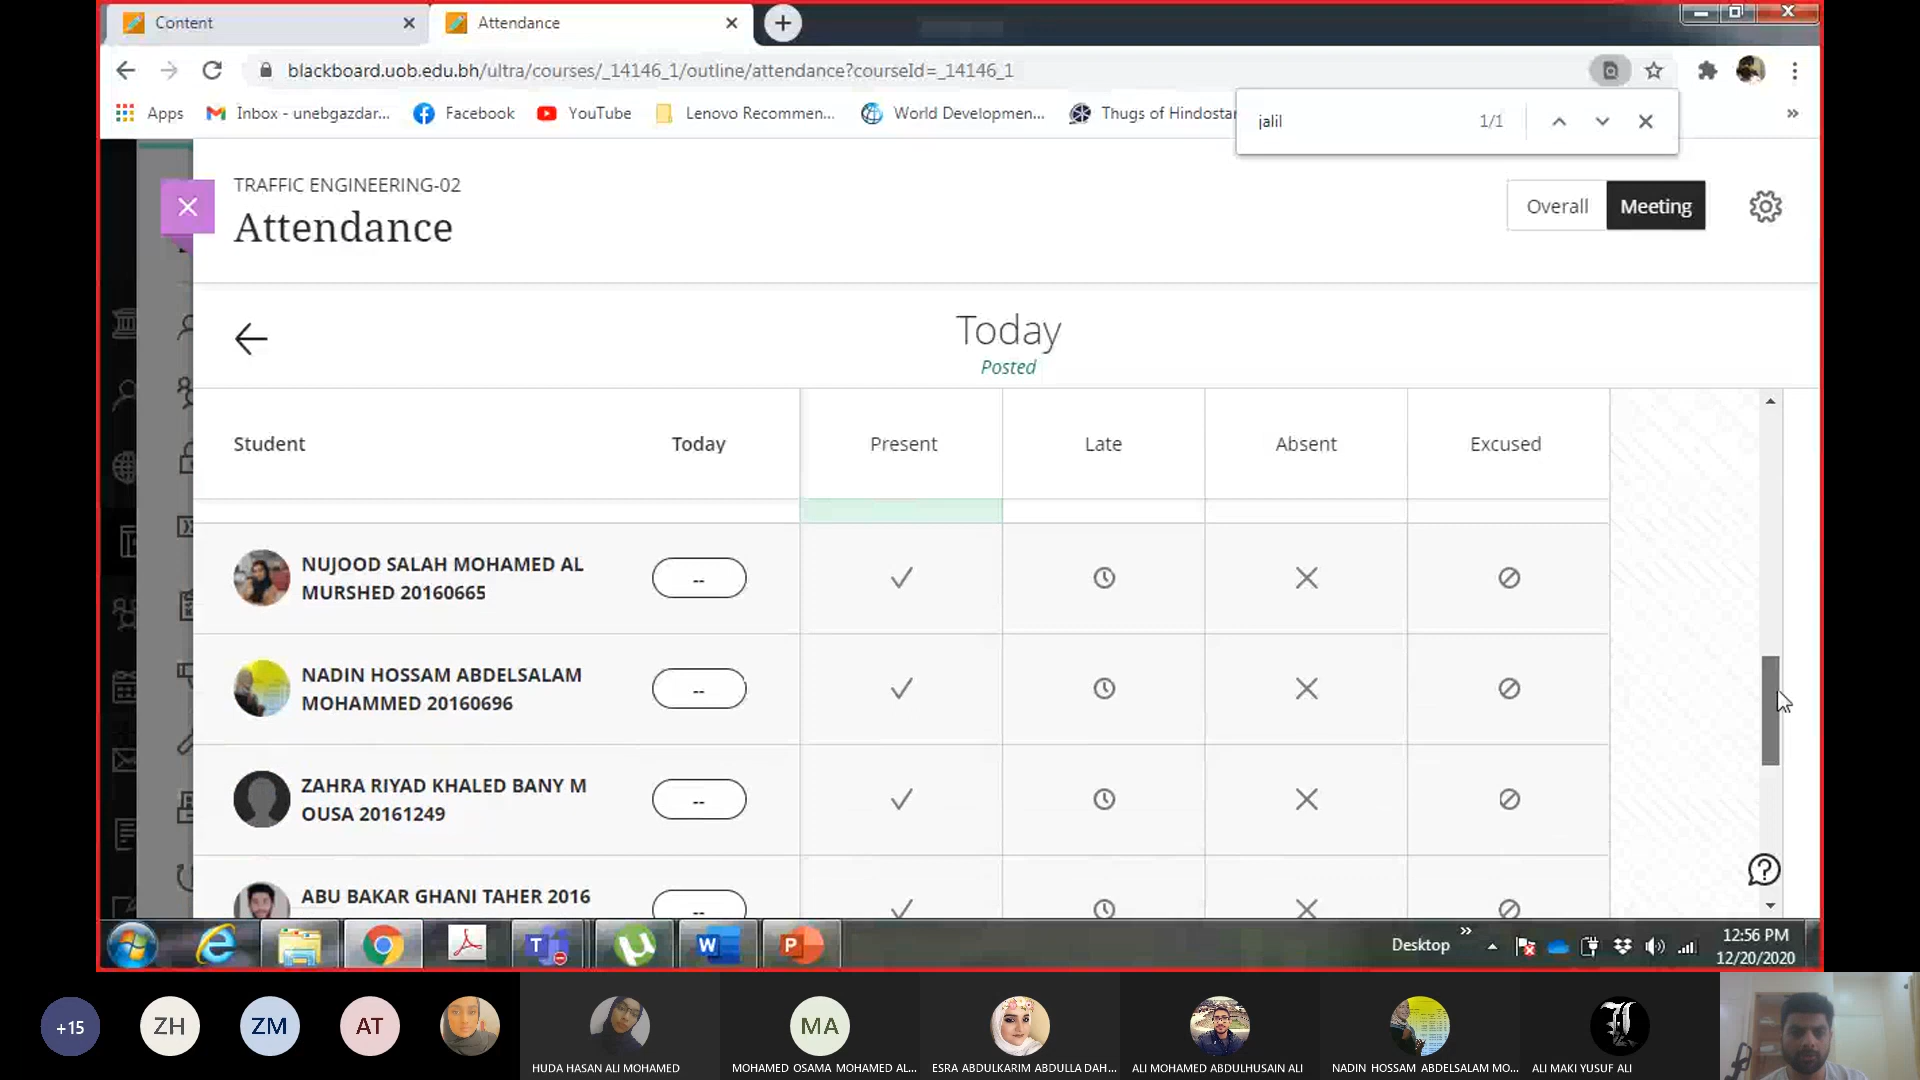 Content
Attendance
blackboard.uob.edu.bh/ultra/courses/_14146_1/outline/attendance?courseId=_14146_1
Apps
Inbox - unebgazdar...
Facebook
YouTube
Lenovo Recommen...
World Developmen...
Thugs of Hindostar
»
jalil
1/1
TRAFFIC ENGINEERING-02
Attendance
Overall
Meeting
Today
Posted
Student
Today
Present
Late
Absent
Excused
NUJOOD SALAH MOHAMED AL
MURSHED 20160665
--
NADIN HOSSAM ABDELSALAM
MOHAMMED 20160696
--
ZAHRA RIYAD KHALED BANY M
OUSA 20161249
--
ABU BAKAR GHANI TAHER 2016
--
Desktop
»
12:56 PM
12/20/2020
+15
ZH
ZM
AT
MA
HUDA HASAN ALI MOHAMED
MOHAMED OSAMA MOHAMED AL...
ESRA ABDULKARIM ABDULLA DAH...
ALI MOHAMED ABDULHUSAIN ALI
NADIN HOSSAM ABDELSALAM MO...
ALI MAKI YUSUF ALI